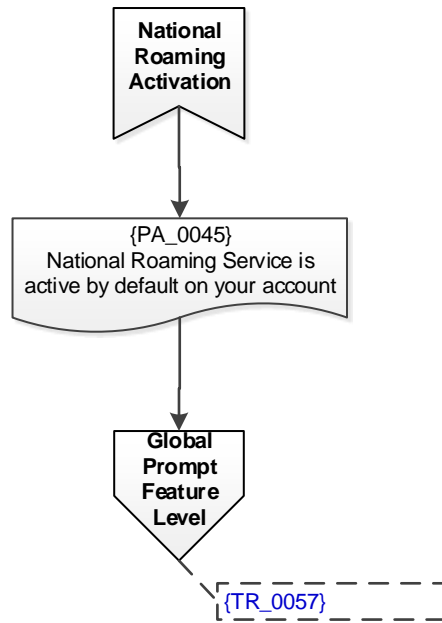 National
Roaming
Activation
{PA_0045}
National Roaming Service is
active by default on your account
Global
Prompt
Feature
Level
{TR_0057}